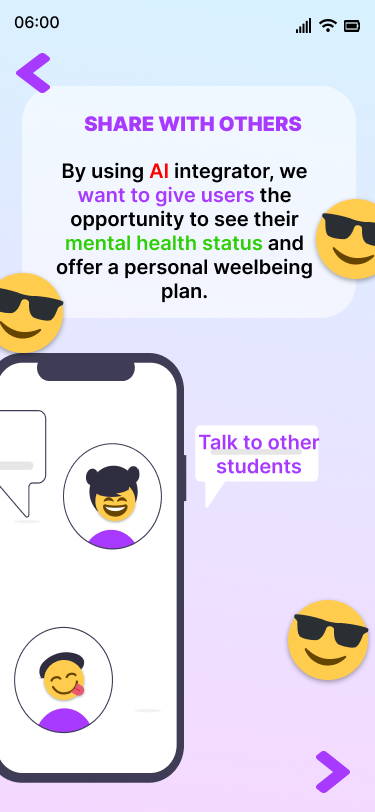 06:00
SHARE WITH OTHERS
By using AI integrator, we
want to give users the
opportunity to see their
mental health status and
offer a personal weelbeing
plan.
Talk to other
students